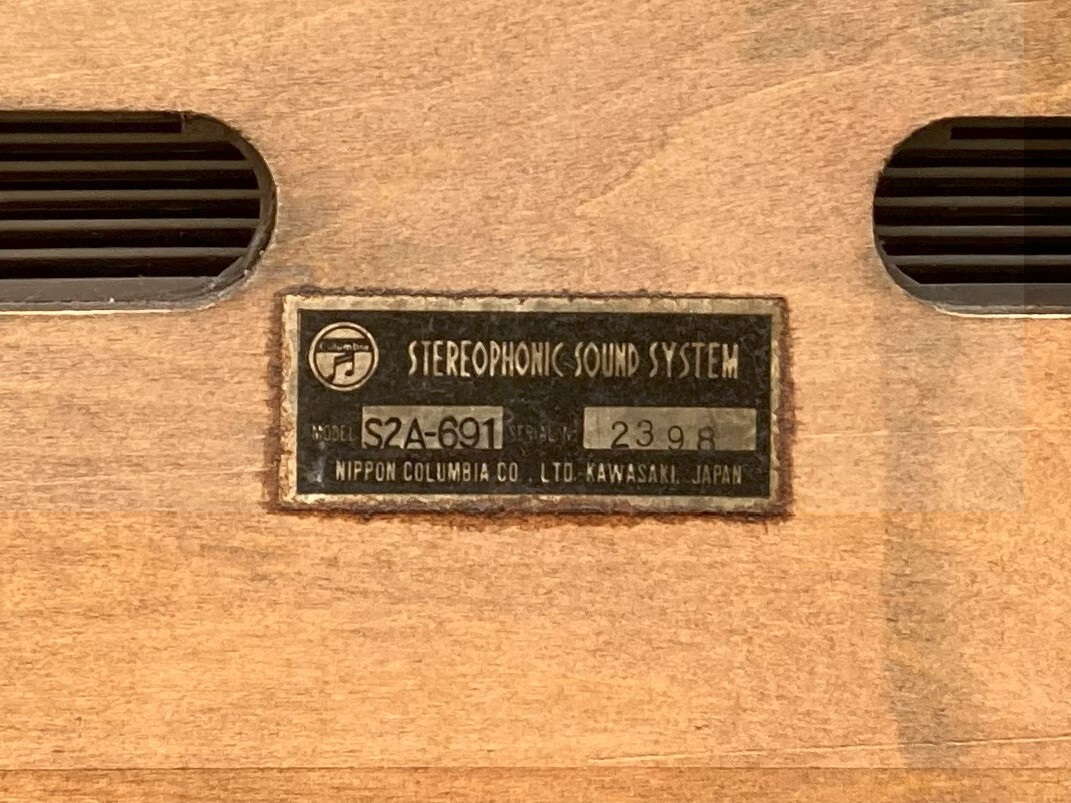 Columbia
STEREOPHONIC SOUND SYSTEM
MODEL S2A-691 SERIAL No 2398
NIPPON COLUMBIA CO., LTD. KAWASAKI, JAPAN